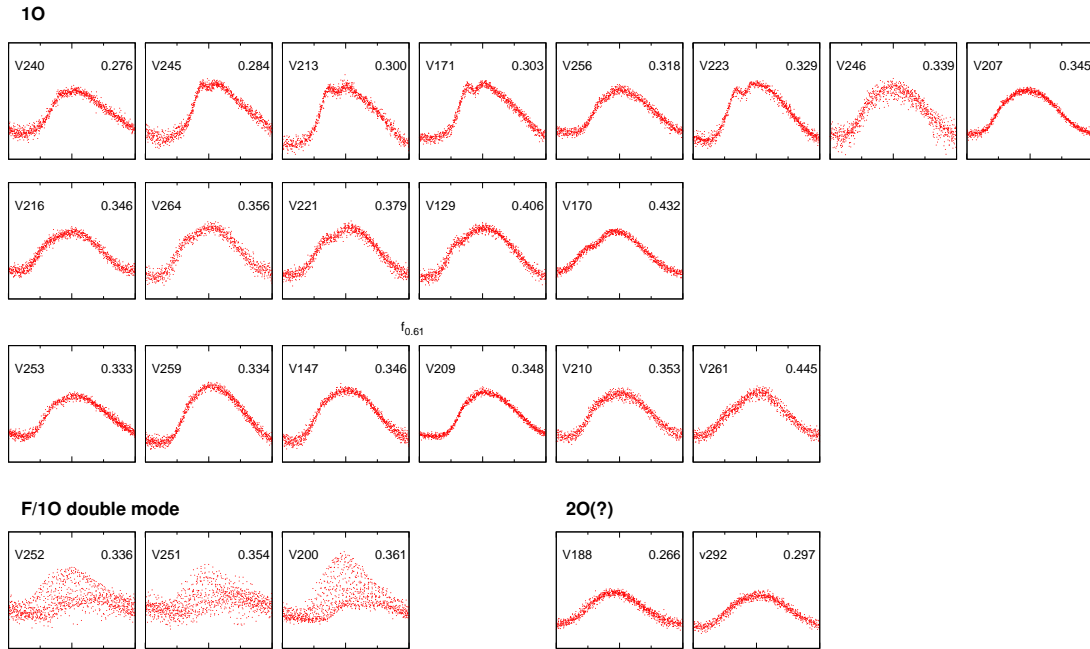 1O
V240 0.276 V245 0.284 V213 0.300 V171 0.303 V256 0.318 V223 0.329 V246 0.339 V207 0.345
V216 0.346 V264 0.356 V221 0.379 V129 0.406 V170 0.432
f0.61
V253 0.333 V259 0.334 V147 0.346 V209 0.348 V210 0.353 V261 0.445
F/1O double mode 2O(?)
V252 0.336 V251 0.354 V200 0.361 V188 0.266 v292 0.297